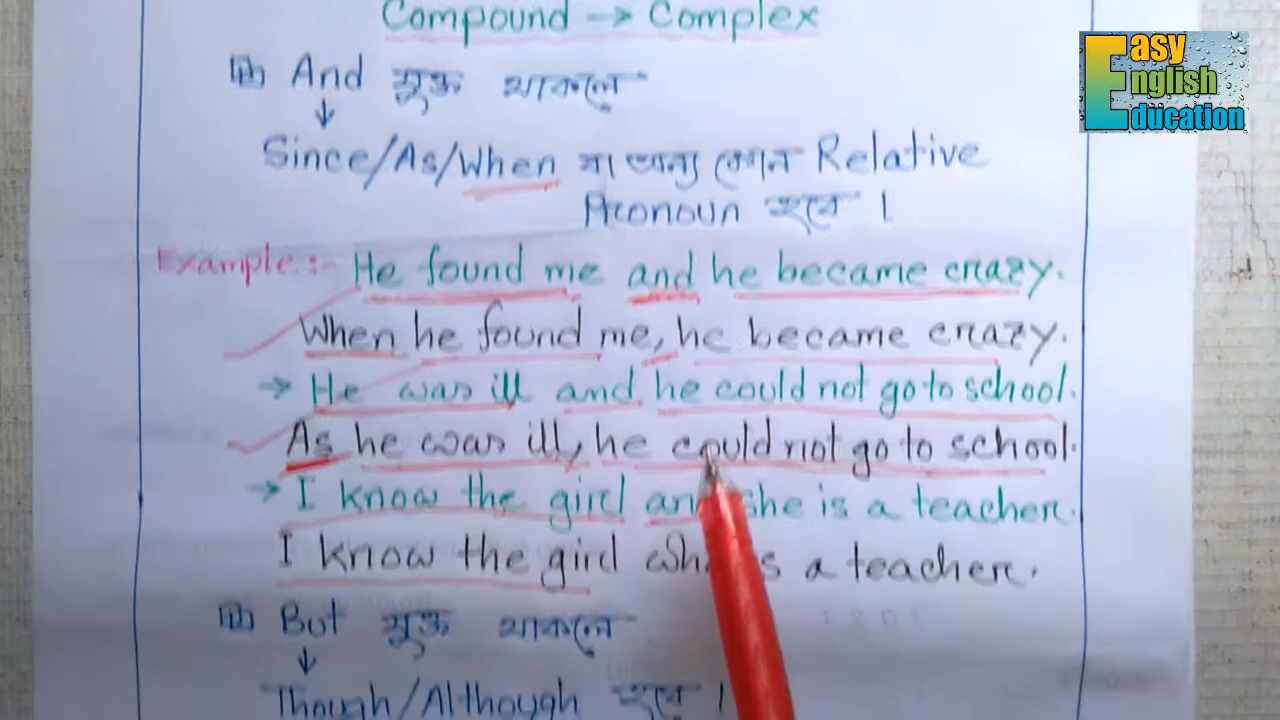 Compound → Complex
And যুক্ত থাকলে
↓
Since/As/When বা অন্য কোন Relative
Pronoun হবে ।
Example:- He found me and he became crazy.
When he found me, he became crazy.
→ He was ill and he could not go to school.
As he was ill, he could not go to school.
→ I know the girl and she is a teacher.
I know the girl who is a teacher.
But যুক্ত থাকলে
↓
Though/Although হবে ।
Easy
English
Education